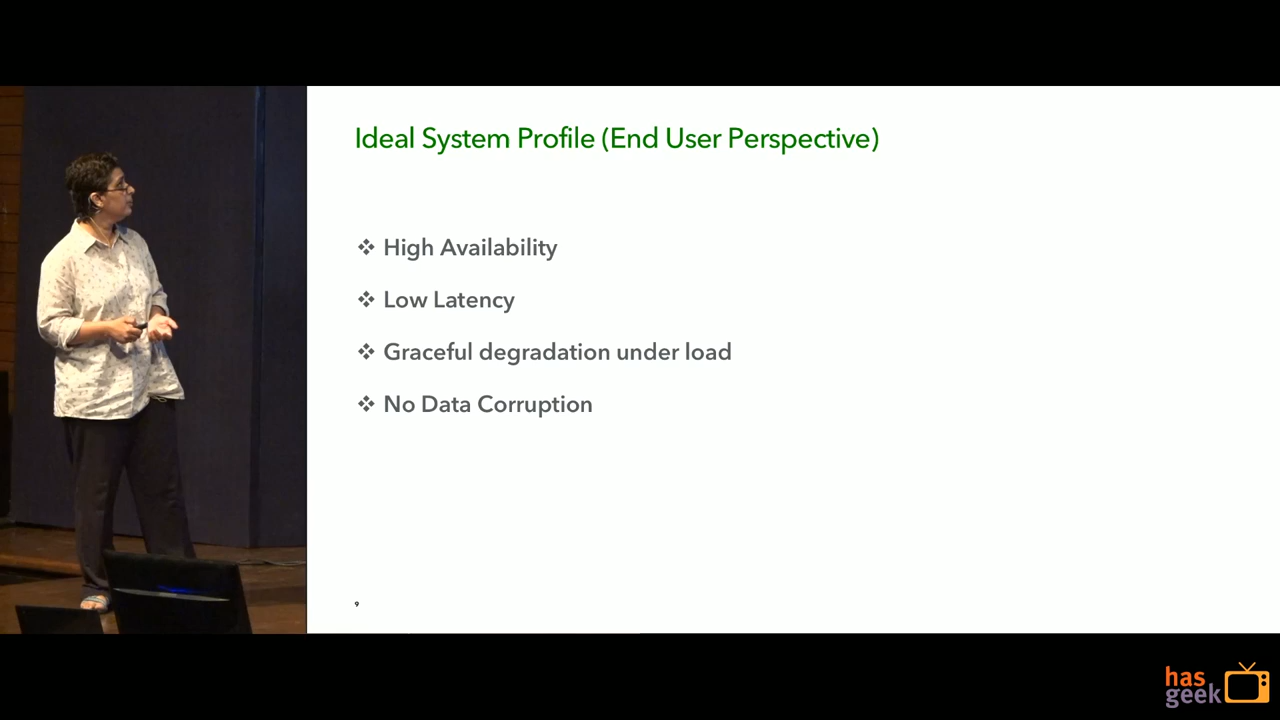 Ideal System Profile (End User Perspective)
❖ High Availability
❖ Low Latency
❖ Graceful degradation under load
❖ No Data Corruption
9
has
geek